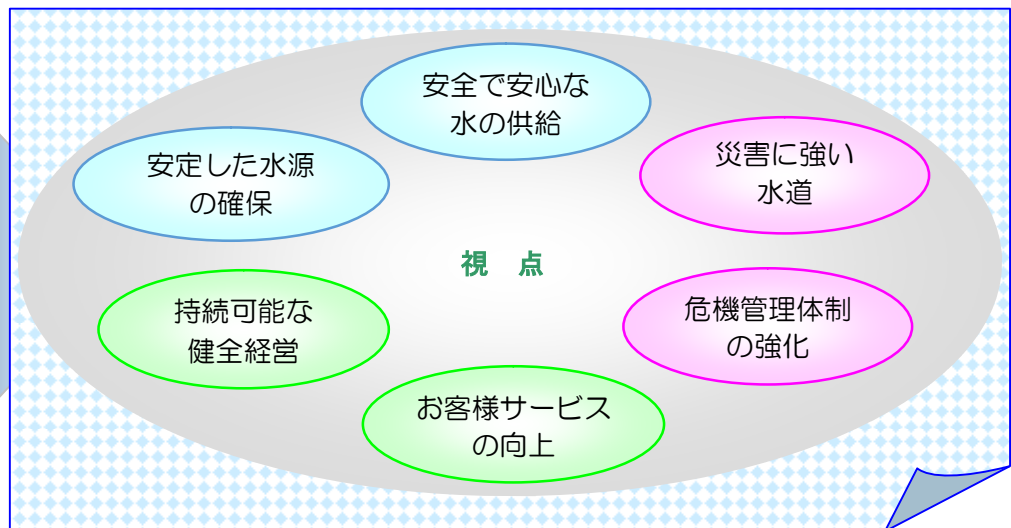 安全で安心な
水の供給
安定した水源
の確保
災害に強い
水道
視 点
持続可能な
健全経営
危機管理体制
の強化
お客様サービス
の向上